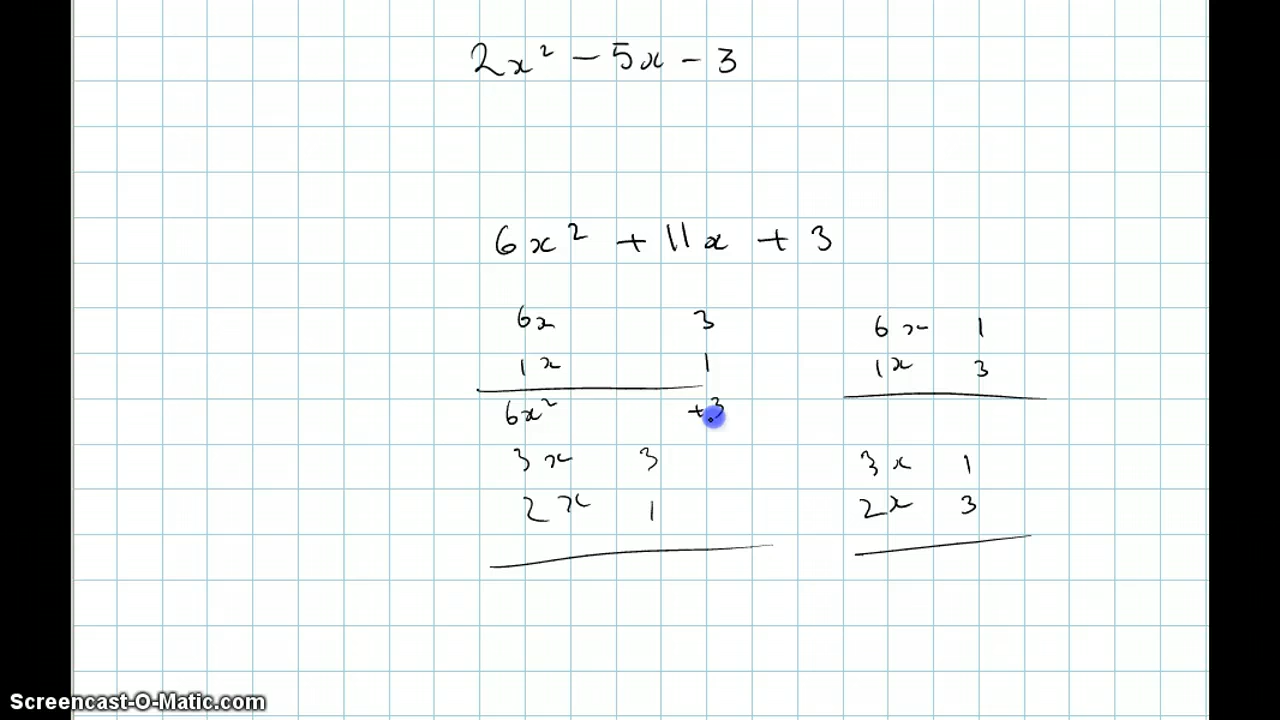 2x² - 5x - 3
6x² + 11x + 3
6x 3
1x 1
6x² +3
6x 1
1x 3
3x 3
2x 1
3x 1
2x 3
Screencast-O-Matic.com